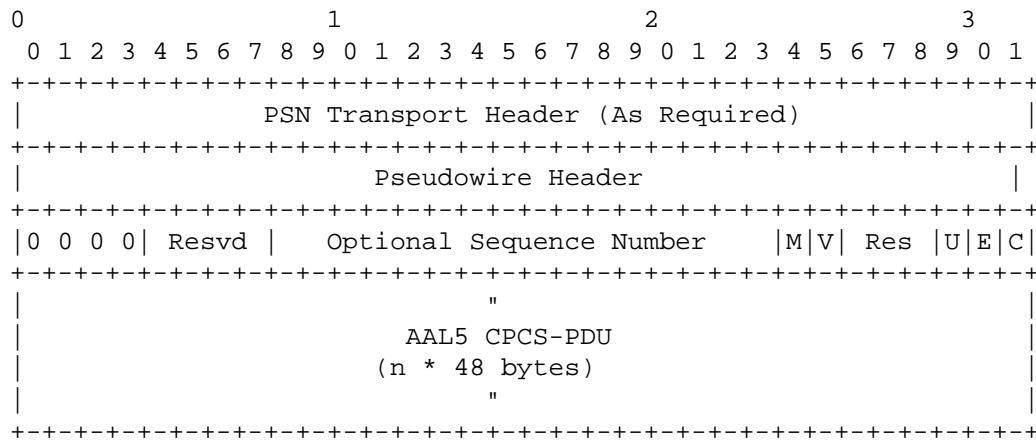 0                   1                   2                   3
 0 1 2 3 4 5 6 7 8 9 0 1 2 3 4 5 6 7 8 9 0 1 2 3 4 5 6 7 8 9 0 1
+-+-+-+-+-+-+-+-+-+-+-+-+-+-+-+-+-+-+-+-+-+-+-+-+-+-+-+-+-+-+-+-+
|               PSN Transport Header (As Required)              |
+-+-+-+-+-+-+-+-+-+-+-+-+-+-+-+-+-+-+-+-+-+-+-+-+-+-+-+-+-+-+-+-+
|                      Pseudowire Header                       |
+-+-+-+-+-+-+-+-+-+-+-+-+-+-+-+-+-+-+-+-+-+-+-+-+-+-+-+-+-+-+-+-+
|0 0 0 0| Resvd |   Optional Sequence Number    |M|V| Res |U|E|C|
+-+-+-+-+-+-+-+-+-+-+-+-+-+-+-+-+-+-+-+-+-+-+-+-+-+-+-+-+-+-+-+-+
|                             "                                 |
|                        AAL5 CPCS-PDU                          |
|                      (n * 48 bytes)                           |
|                             "                                 |
+-+-+-+-+-+-+-+-+-+-+-+-+-+-+-+-+-+-+-+-+-+-+-+-+-+-+-+-+-+-+-+-+